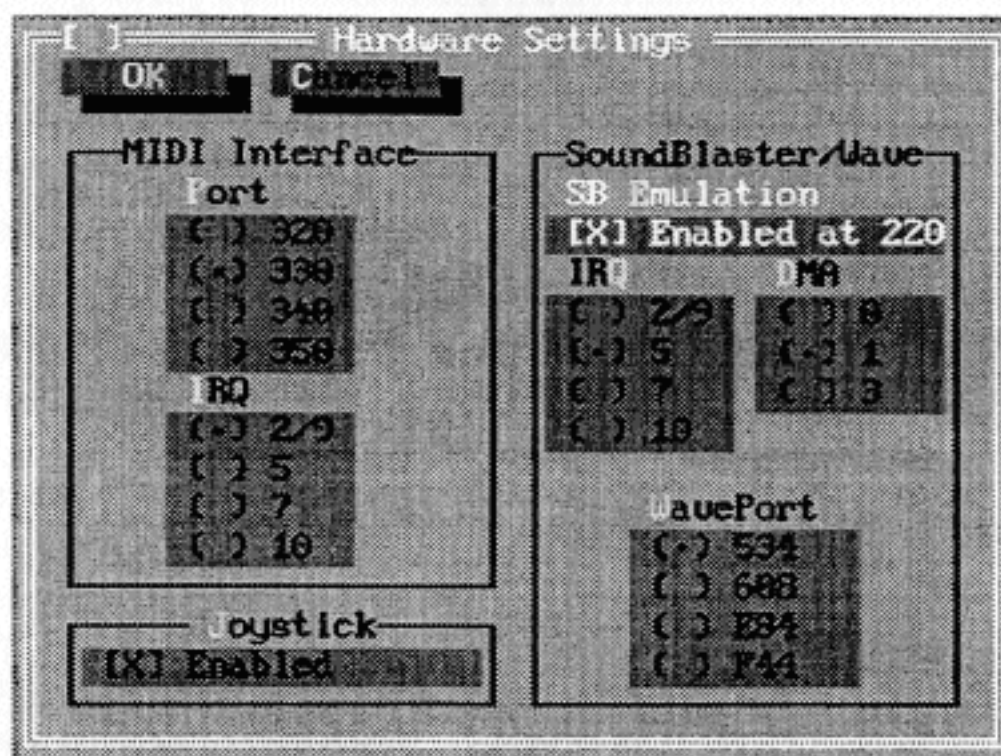 [ ] Hardware Settings
OK Cancel
MIDI Interface
Port
( ) 320
(•) 330
( ) 340
( ) 350
IRQ
(•) 2/9
( ) 5
( ) 7
( ) 10
Joystick
[X] Enabled
SoundBlaster/Wave
SB Emulation
[X] Enabled at 220
IRQ
( ) 2/9
(•) 5
( ) 7
( ) 10
DMA
( ) 0
(•) 1
( ) 3
WavePort
(•) 534
( ) 608
( ) E84
( ) F44